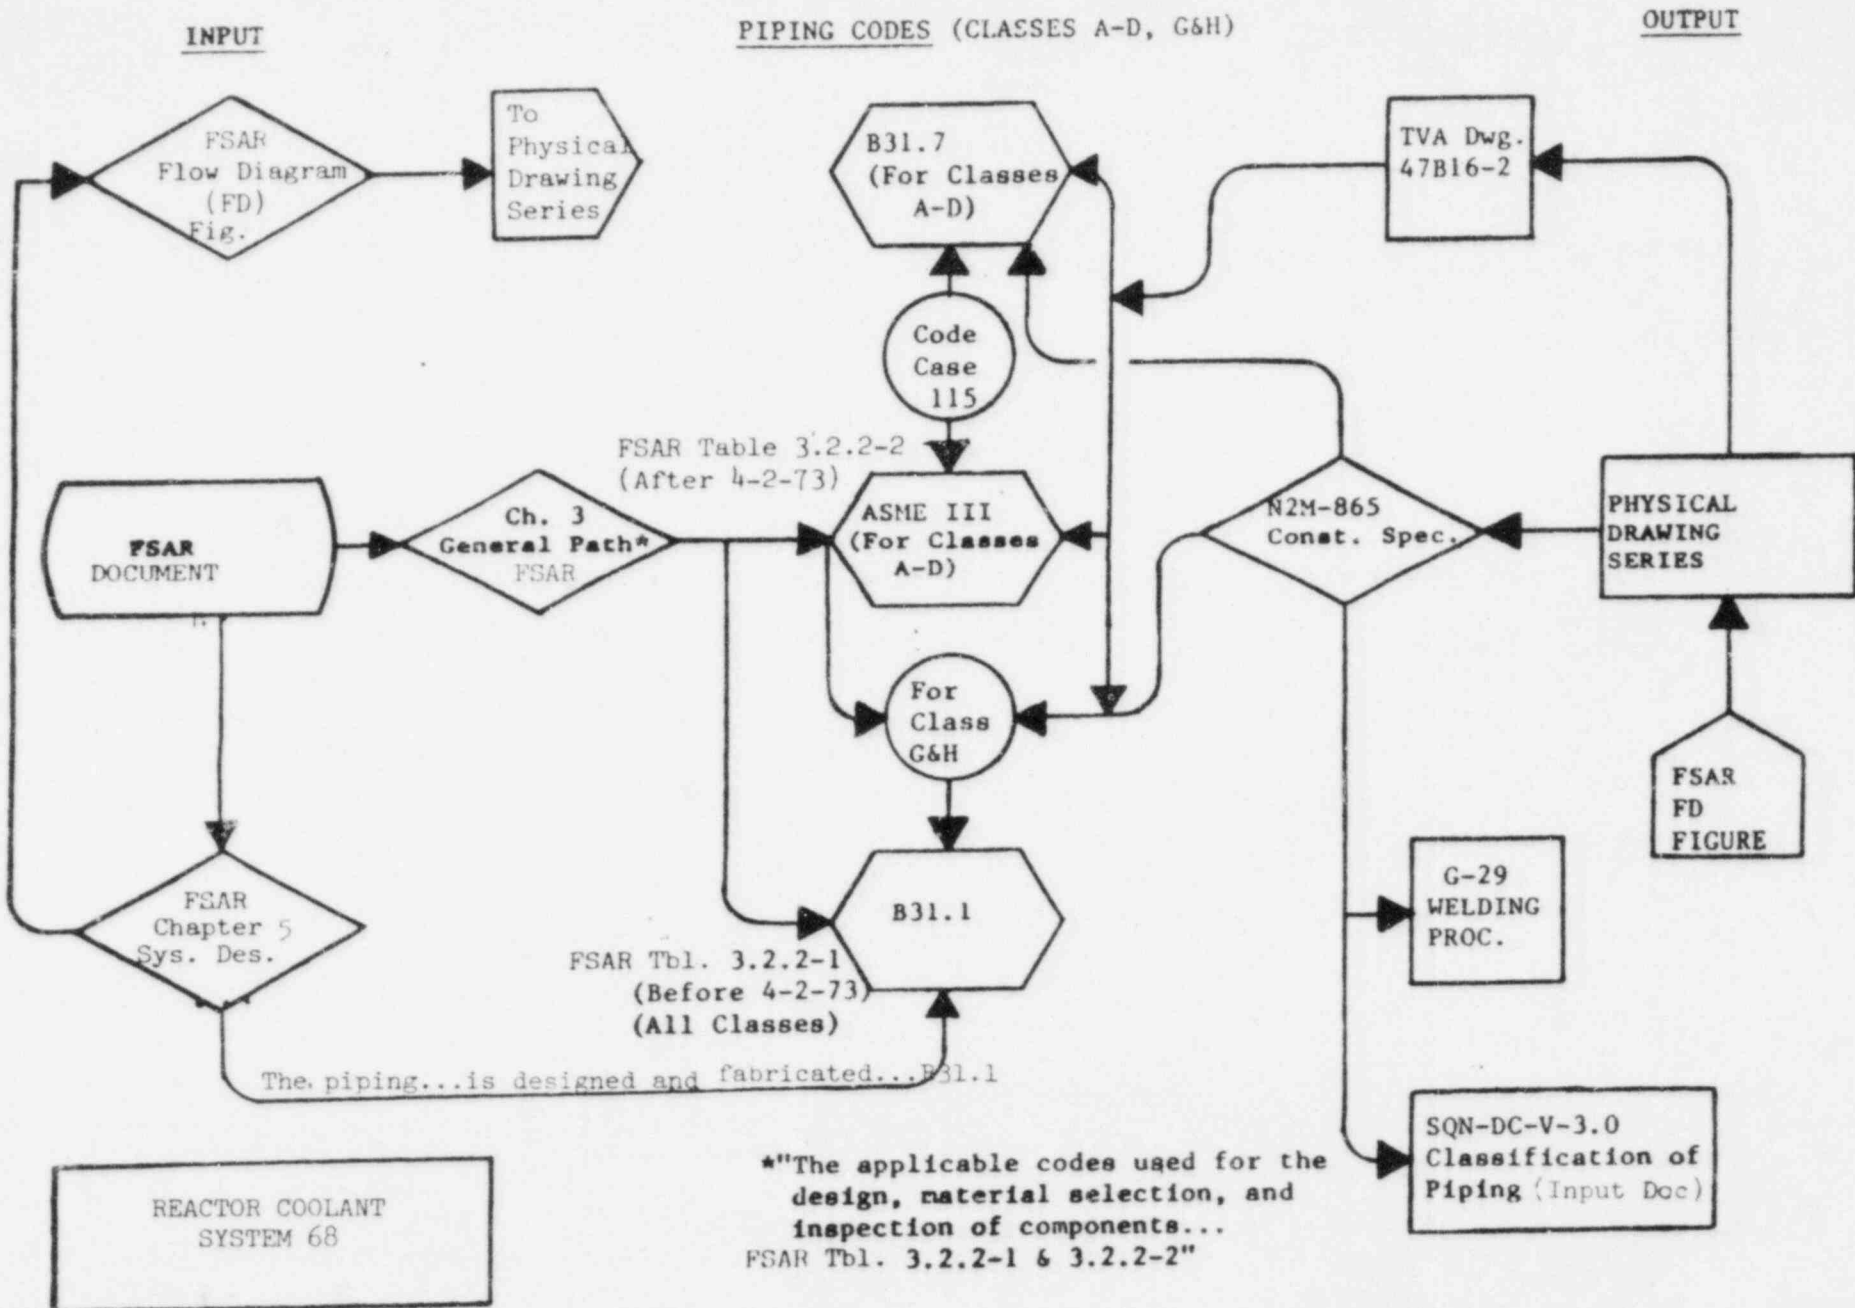 INPUT
PIPING CODES (CLASSES A-D, G&H)
OUTPUT
FSAR
Flow Diagram
(FD)
Fig.
To
Physical
Drawing
Series
B31.7
(For Classes
A-D)
TVA Dwg.
47B16-2
Code
Case
115
FSAR Table 3.2.2-2
(After 4-2-73)
FSAR
DOCUMENT
Ch. 3
General Path*
FSAR
ASME III
(For Classes
A-D)
N2M-865
Const. Spec.
PHYSICAL
DRAWING
SERIES
For
Class
G&H
FSAR
FD
FIGURE
FSAR
Chapter 5
Sys. Des.
B31.1
G-29
WELDING
PROC.
FSAR Tbl. 3.2.2-1
(Before 4-2-73)
(All Classes)
The piping...is designed and fabricated...B31.1
SQN-DC-V-3.0
Classification of
Piping (Input Doc)
REACTOR COOLANT
SYSTEM 68
*"The applicable codes used for the
design, material selection, and
inspection of components...
FSAR Tbl. 3.2.2-1 & 3.2.2-2"